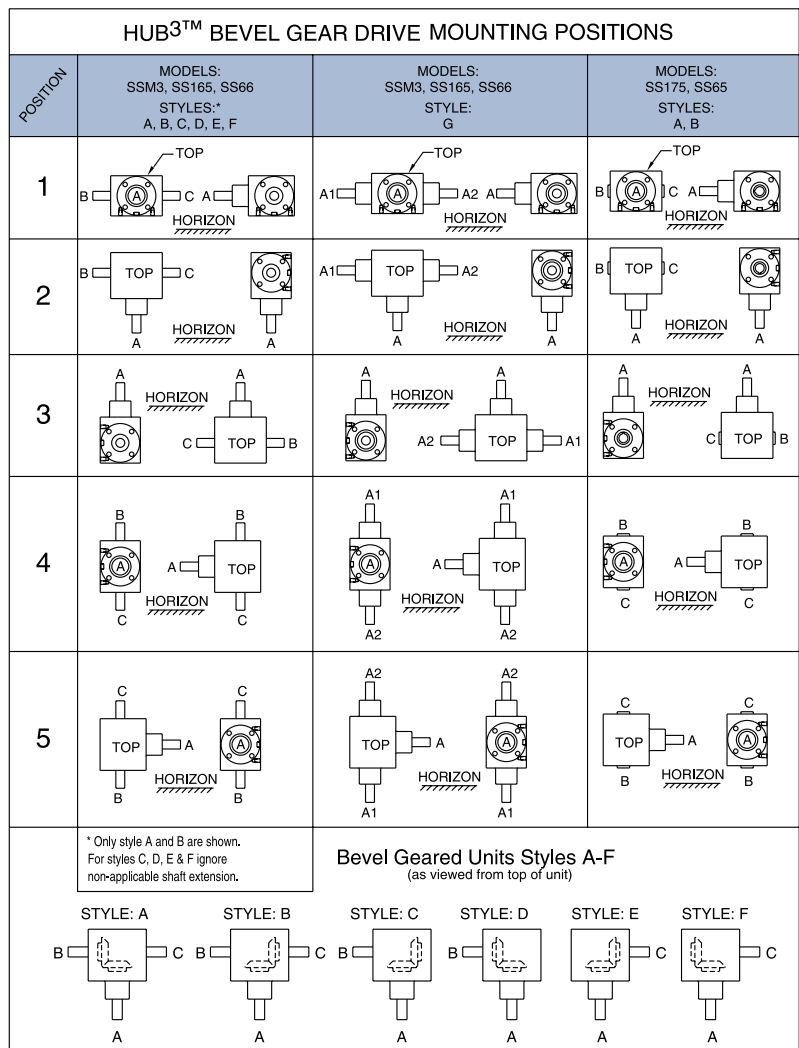 HUB3™ BEVEL GEAR DRIVE MOUNTING POSITIONS
POSITION
MODELS:
SSM3, SS165, SS66
STYLES:*
A, B, C, D, E, F
MODELS:
SSM3, SS165, SS66
STYLE:
G
MODELS:
SS175, SS65
STYLES:
A, B
1
TOP
B A C A
HORIZON
TOP
A1 A A2 A
HORIZON
TOP
B A C A
HORIZON
2
B TOP C
HORIZON
A A
A1 TOP A2
HORIZON
A A
B TOP C
HORIZON
A A
3
A A
HORIZON
C TOP B
A A
HORIZON
A2 TOP A1
A A
HORIZON
C TOP B
4
B B
A A TOP
HORIZON
C C
A1 A1
A A TOP
HORIZON
A2 A2
B B
A A TOP
HORIZON
C C
5
C C
TOP A A
HORIZON
B B
A2 A2
TOP A A
HORIZON
A1 A1
C C
TOP A A
HORIZON
B B
* Only style A and B are shown.
For styles C, D, E & F ignore
non-applicable shaft extension.
Bevel Geared Units Styles A-F
(as viewed from top of unit)
STYLE: A STYLE: B STYLE: C STYLE: D STYLE: E STYLE: F
B C B C B B C C
A A A A A A